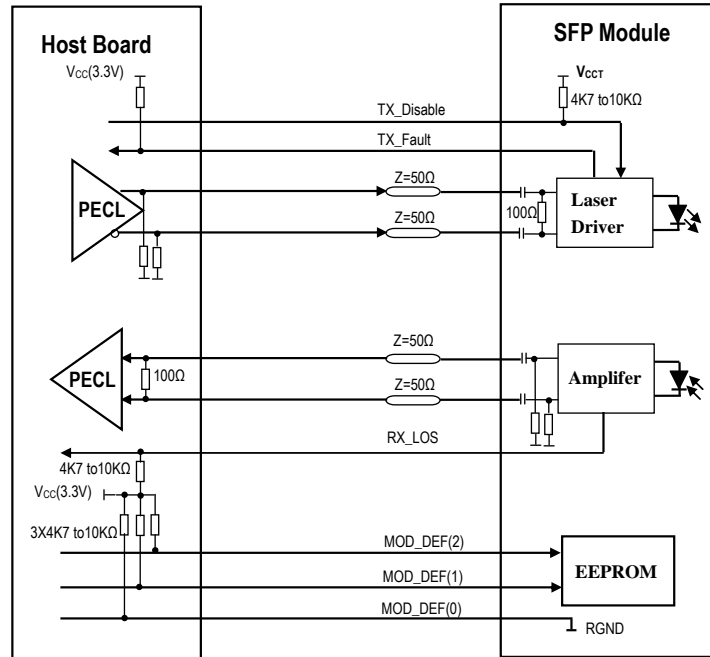 Host Board
SFP Module
VCC(3.3V)
VCCT
4K7 to10KΩ
TX_Disable
TX_Fault
PECL
Z=50Ω
Z=50Ω
100Ω
Laser
Driver
PECL
100Ω
Z=50Ω
Z=50Ω
Amplifer
RX_LOS
4K7 to10KΩ
VCC(3.3V)
3X4K7 to10KΩ
MOD_DEF(2)
MOD_DEF(1)
MOD_DEF(0)
EEPROM
RGND